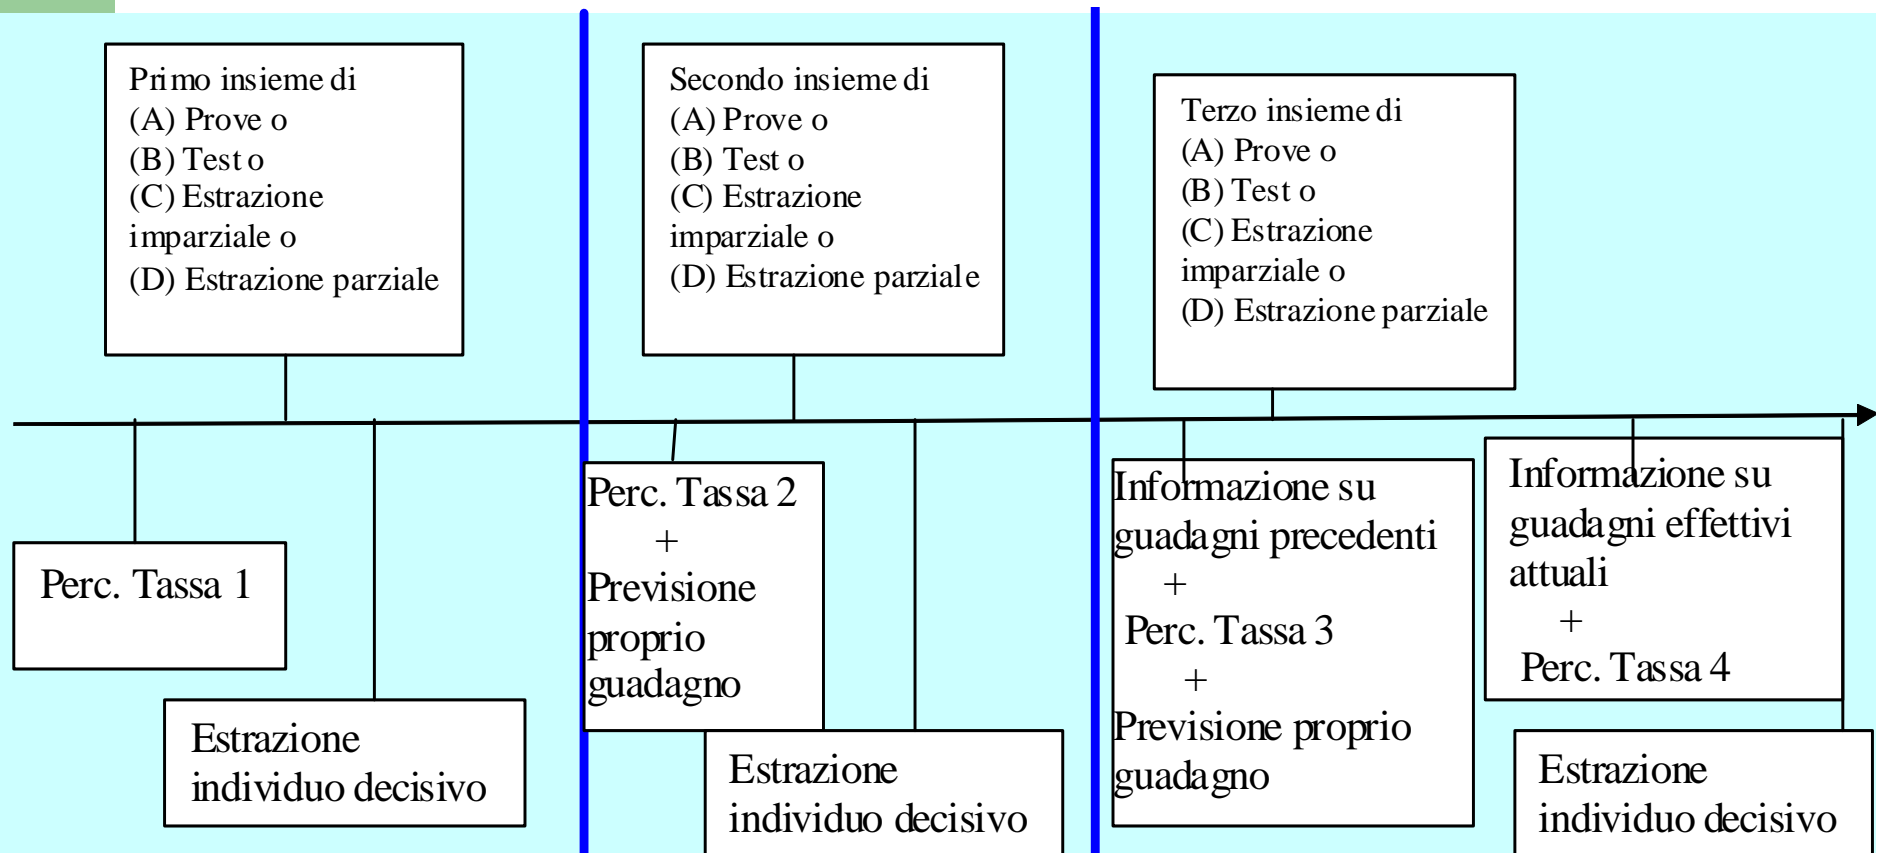 Primo insieme di
(A) Prove o
(B) Test o
(C) Estrazione
imparziale o
(D) Estrazione parziale
Secondo insieme di
(A) Prove o
(B) Test o
(C) Estrazione
imparziale o
(D) Estrazione parziale
Terzo insieme di
(A) Prove o
(B) Test o
(C) Estrazione
imparziale o
(D) Estrazione parziale
Perc. Tassa 1
Estrazione
individuo decisivo
Perc. Tassa 2
+
Previsione
proprio
guadagno
Estrazione
individuo decisivo
Informazione su
guadagni precedenti
+
Perc. Tassa 3
+
Previsione proprio
guadagno
Informazione su
guadagni effettivi
attuali
+
Perc. Tassa 4
Estrazione
individuo decisivo